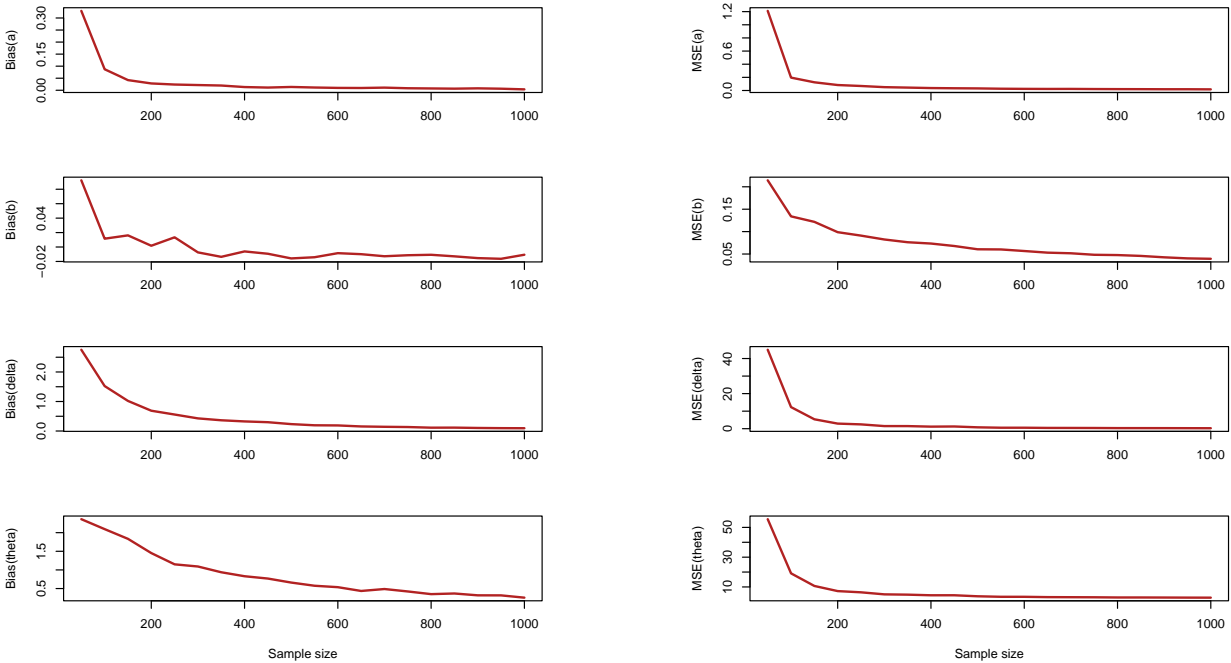 Bias(a)
0.00 0.15 0.30
200 400 600 800 1000
MSE(a)
0.0 0.6 1.2
200 400 600 800 1000
Bias(b)
−0.02 0.04
200 400 600 800 1000
MSE(b)
0.05 0.15
200 400 600 800 1000
Bias(delta)
0.0 1.0 2.0
200 400 600 800 1000
MSE(delta)
0 20 40
200 400 600 800 1000
Bias(theta)
0.5 1.5
200 400 600 800 1000
Sample size
MSE(theta)
10 30 50
200 400 600 800 1000
Sample size